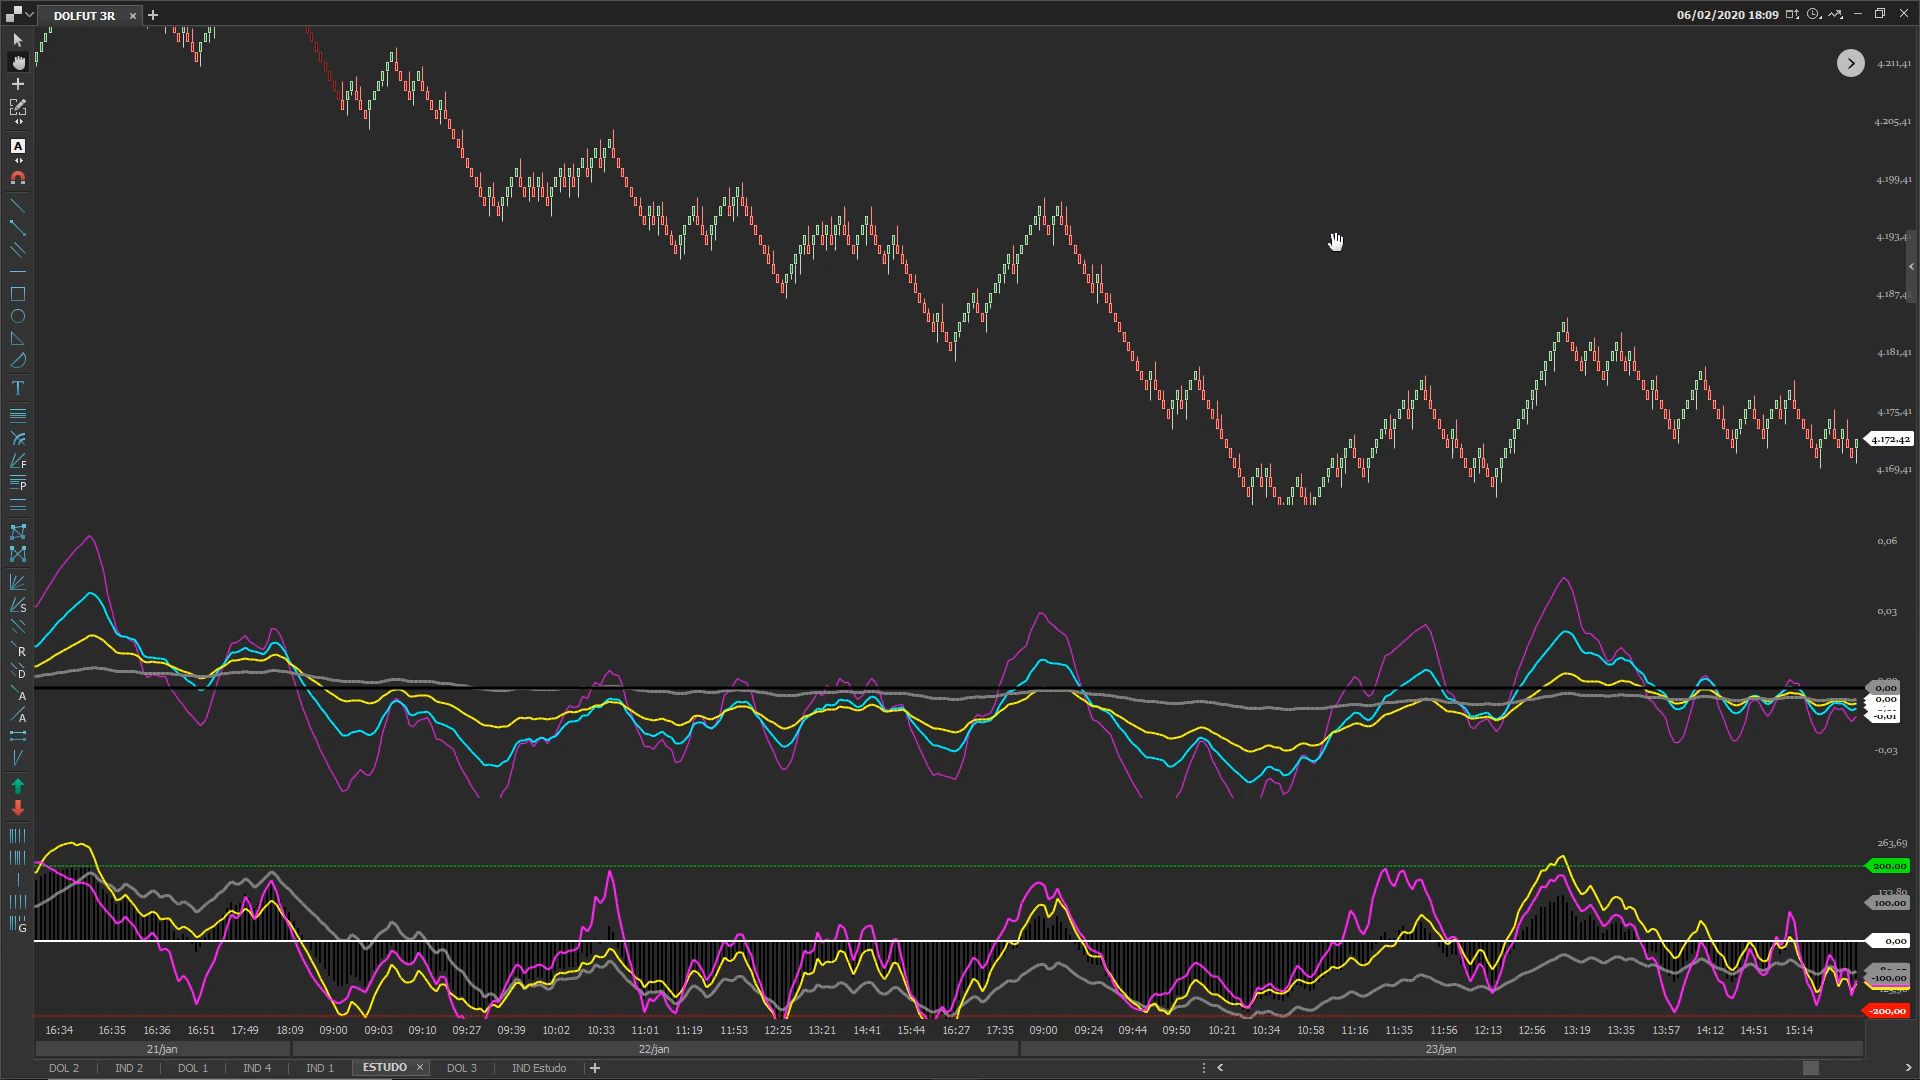 DOLFUT 3R × +
06/02/2020 18:09
4.211,41
4.205,41
A
4.199,41
4.193,4
4.187,4
4.181,41
T
4.175,41
4.172,42
F
4.169,41
P
0,06
S
0,03
R
D
0,00
A
0,00
A
-0,01
-0,03
263,69
200,00
133,80
100,00
G
0,00
-100,00
-200,00
16:34 16:35 16:36 16:51 17:49 18:09 09:00 09:03 09:10 09:27 09:39 10:02 10:33 11:01 11:19 11:53 12:25 13:21 14:41 15:44 16:27 17:35 09:00 09:24 09:44 09:50 10:21 10:34 10:58 11:16 11:35 11:56 12:13 12:56 13:19 13:35 13:57 14:12 14:51 15:14
21/jan 22/jan 23/jan
DOL 2 IND 2 DOL 1 IND 4 IND 1 ESTUDO × DOL 3 IND Estudo +